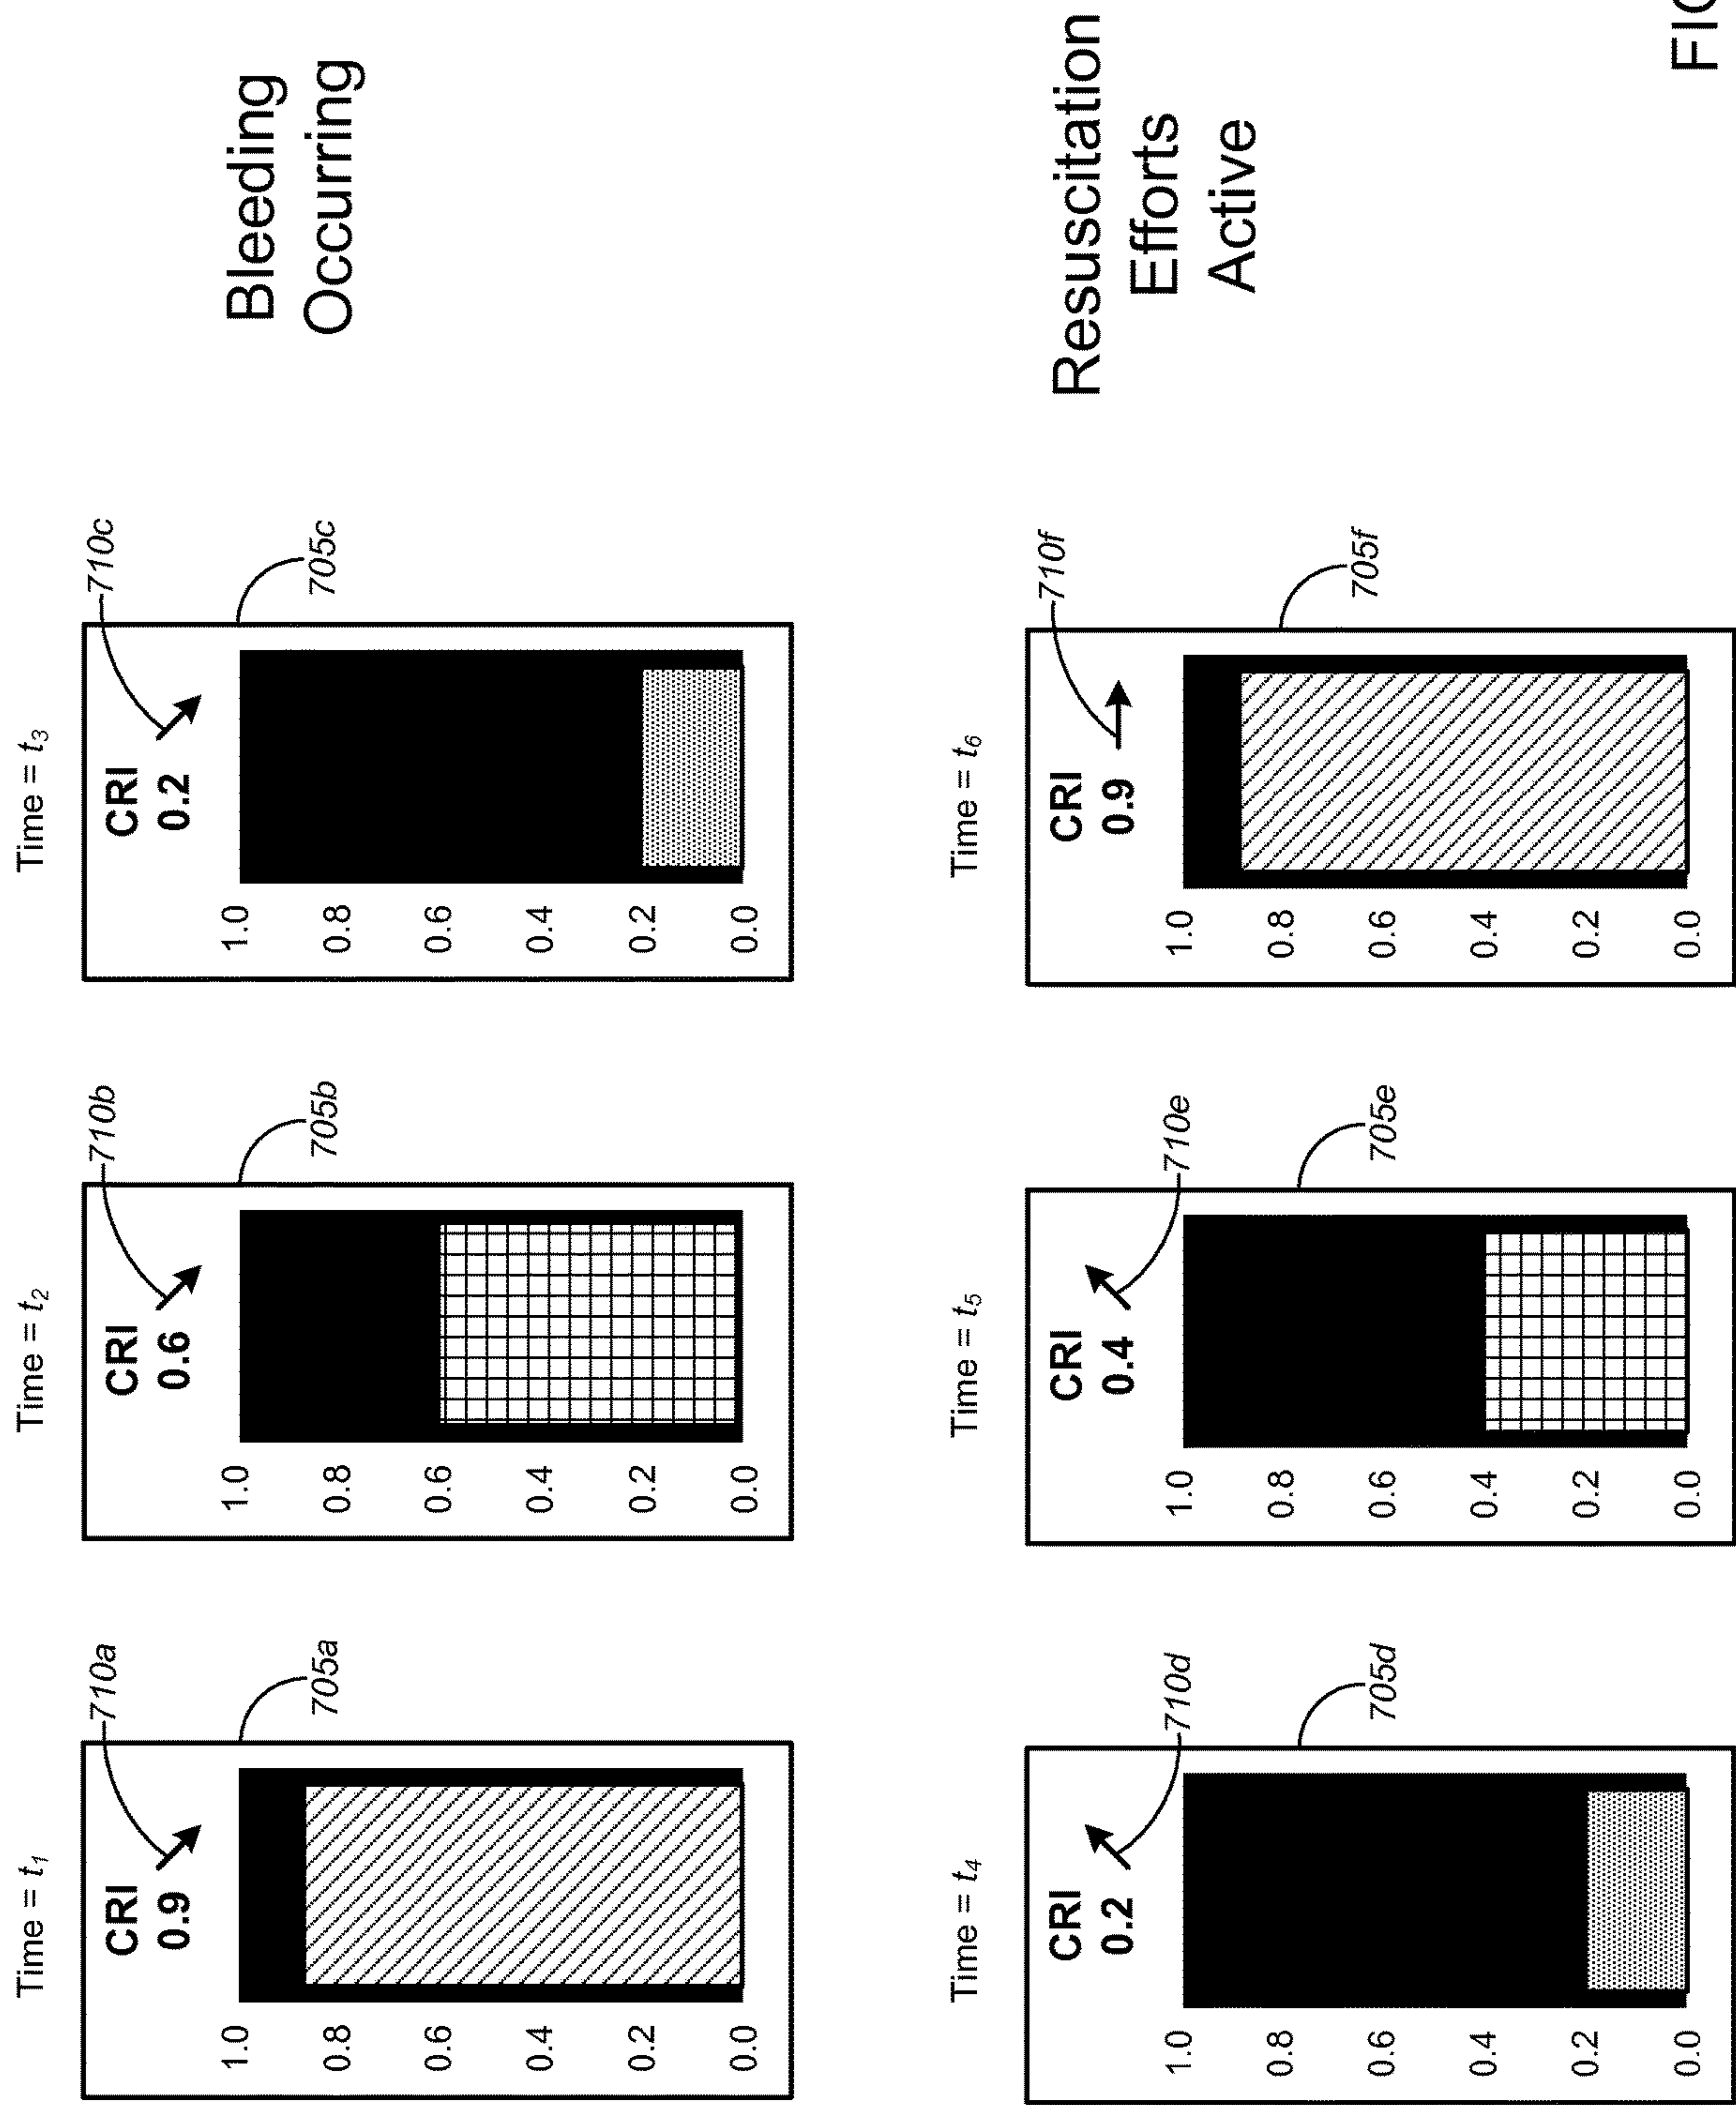 Time = t₁
710a
CRI
0.9
1.0
0.8
0.6
0.4
0.2
0.0
705a
Time = t₂
710b
CRI
0.6
1.0
0.8
0.6
0.4
0.2
0.0
705b
Time = t₃
710c
CRI
0.2
1.0
0.8
0.6
0.4
0.2
0.0
705c
Bleeding
Occurring
Time = t₄
CRI
0.2
710d
1.0
0.8
0.6
0.4
0.2
0.0
705d
Time = t₅
CRI
0.4
710e
1.0
0.8
0.6
0.4
0.2
0.0
705e
Time = t₆
710f
CRI
0.9
1.0
0.8
0.6
0.4
0.2
0.0
705f
Resuscitation
Efforts
Active